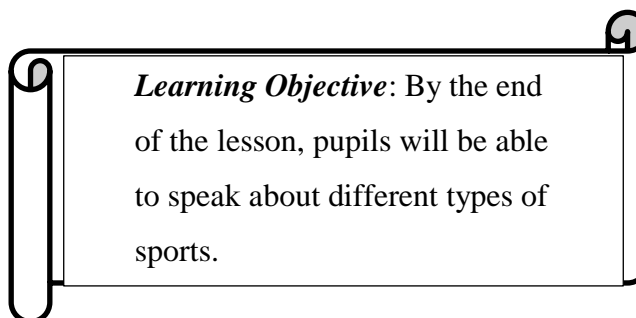 Learning Objective: By the end
of the lesson, pupils will be able
to speak about different types of
sports.